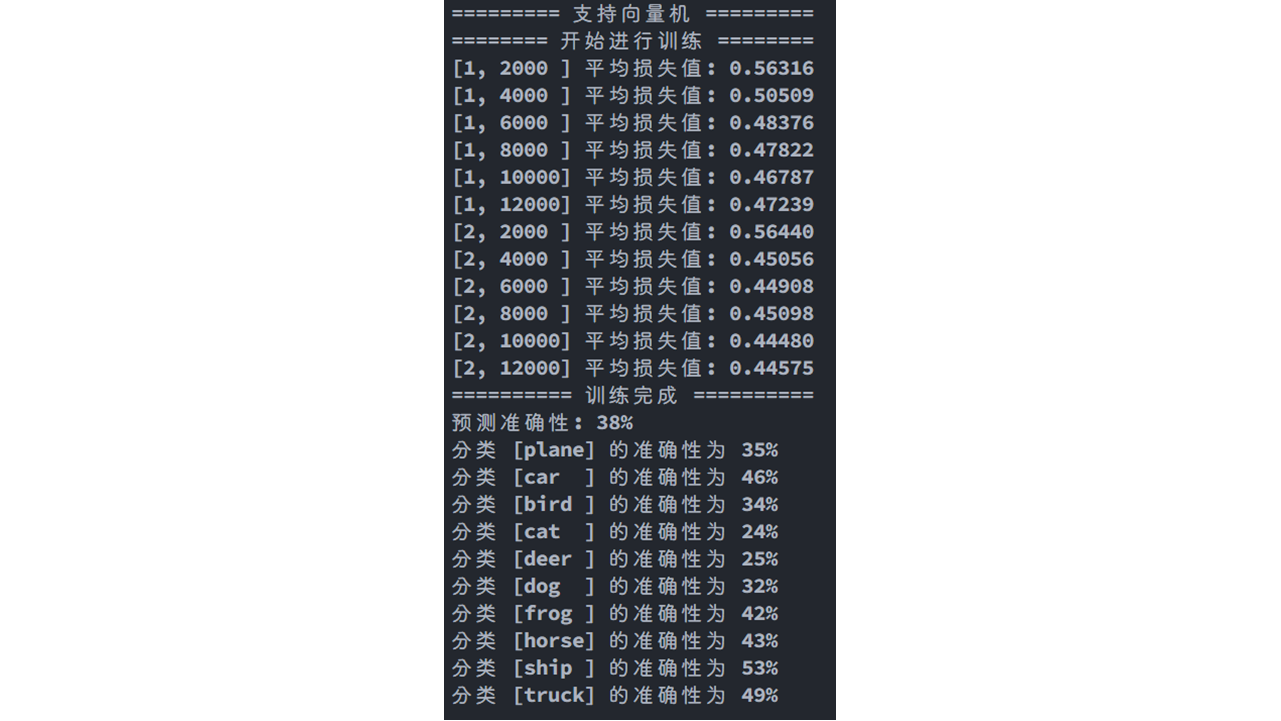 ========= 支持向量机 =========
======== 开始进行训练 ========
[1, 2000 ] 平均损失值: 0.56316
[1, 4000 ] 平均损失值: 0.50509
[1, 6000 ] 平均损失值: 0.48376
[1, 8000 ] 平均损失值: 0.47822
[1, 10000] 平均损失值: 0.46787
[1, 12000] 平均损失值: 0.47239
[2, 2000 ] 平均损失值: 0.56440
[2, 4000 ] 平均损失值: 0.45056
[2, 6000 ] 平均损失值: 0.44908
[2, 8000 ] 平均损失值: 0.45098
[2, 10000] 平均损失值: 0.44480
[2, 12000] 平均损失值: 0.44575
========== 训练完成 ==========
预测准确性: 38%
分类 [plane] 的准确性为 35%
分类 [car  ] 的准确性为 46%
分类 [bird ] 的准确性为 34%
分类 [cat  ] 的准确性为 24%
分类 [deer ] 的准确性为 25%
分类 [dog  ] 的准确性为 32%
分类 [frog ] 的准确性为 42%
分类 [horse] 的准确性为 43%
分类 [ship ] 的准确性为 53%
分类 [truck] 的准确性为 49%